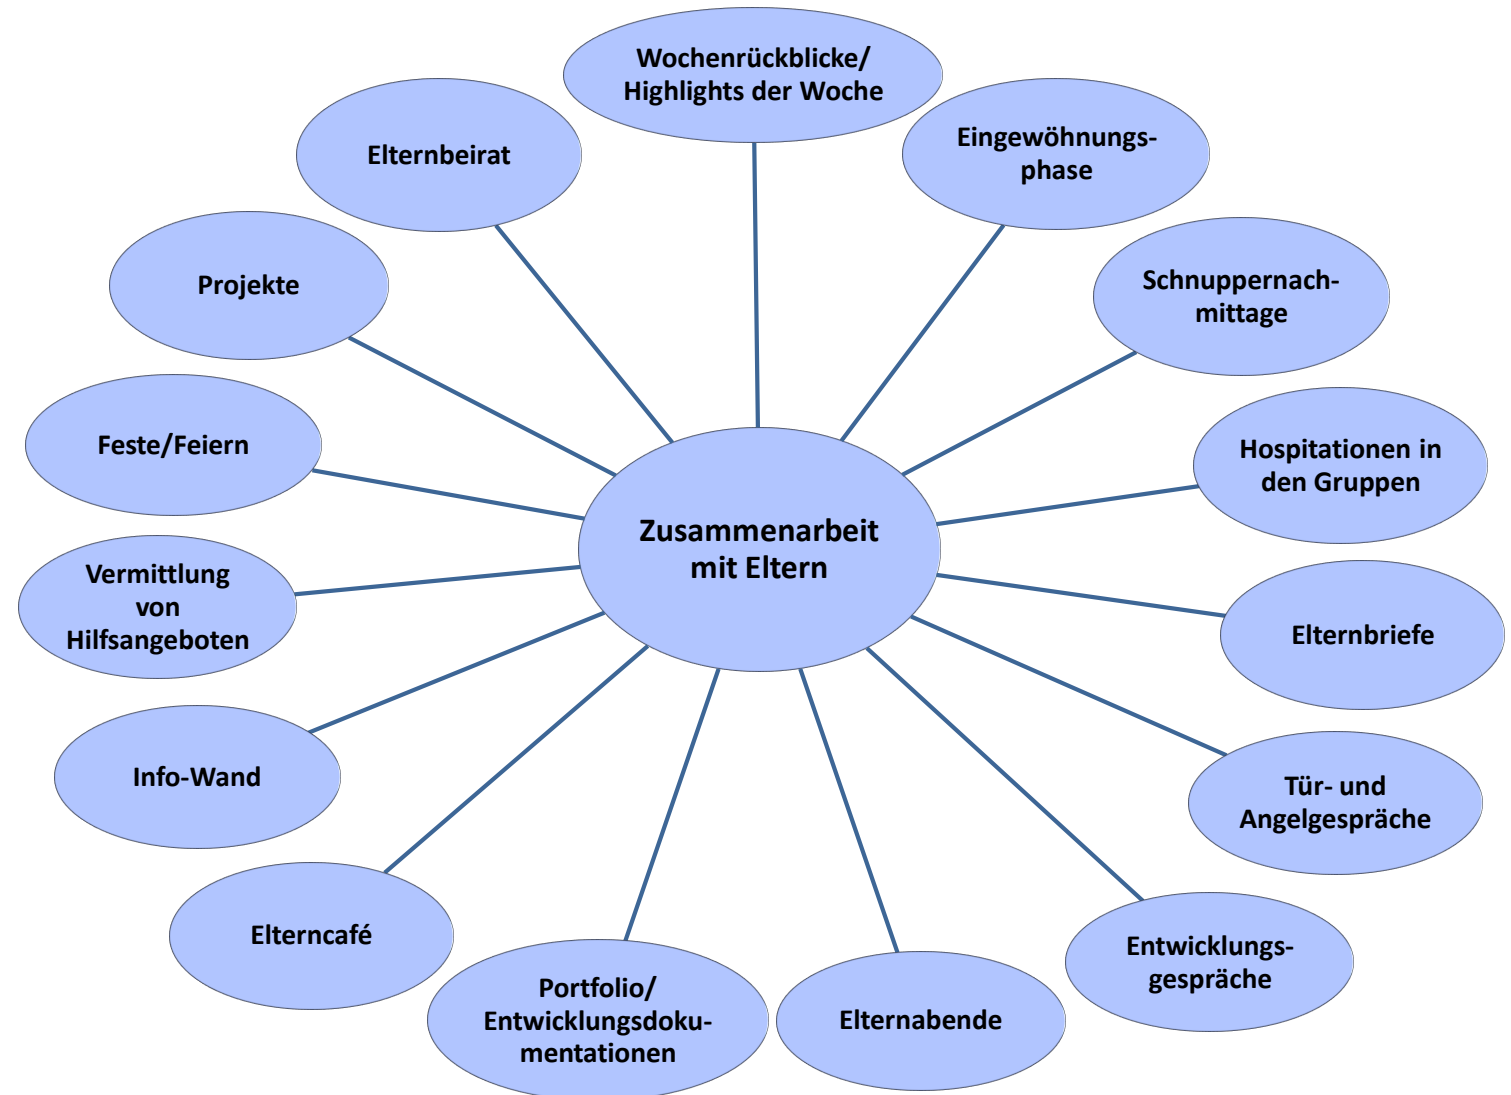 Wochenrückblicke/
Highlights der Woche
Eingewöhnungs-
phase
Schnuppernach-
mittage
Hospitationen in
den Gruppen
Elternbriefe
Tür- und
Angelgespräche
Entwicklungs-
gespräche
Elternabende
Portfolio/
Entwicklungsdoku-
mentationen
Elterncafé
Info-Wand
Vermittlung
von
Hilfsangeboten
Feste/Feiern
Projekte
Elternbeirat
Zusammenarbeit
mit Eltern